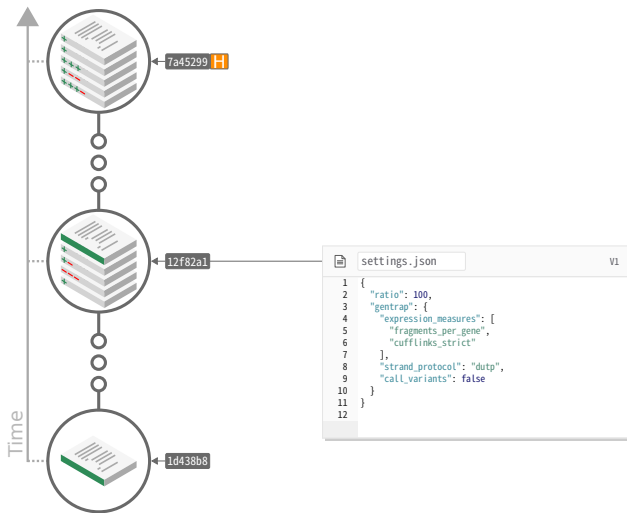 7a45299 H
12f82a1
settings.json V1
1 {
2 "ratio": 100,
3 "gentrap": {
4 "expression_measures": [
5 "fragments_per_gene",
6 "cufflinks_strict"
7 ],
8 "strand_protocol": "dutp",
9 "call_variants": false
10 }
11 }
12
Time
1d438b8